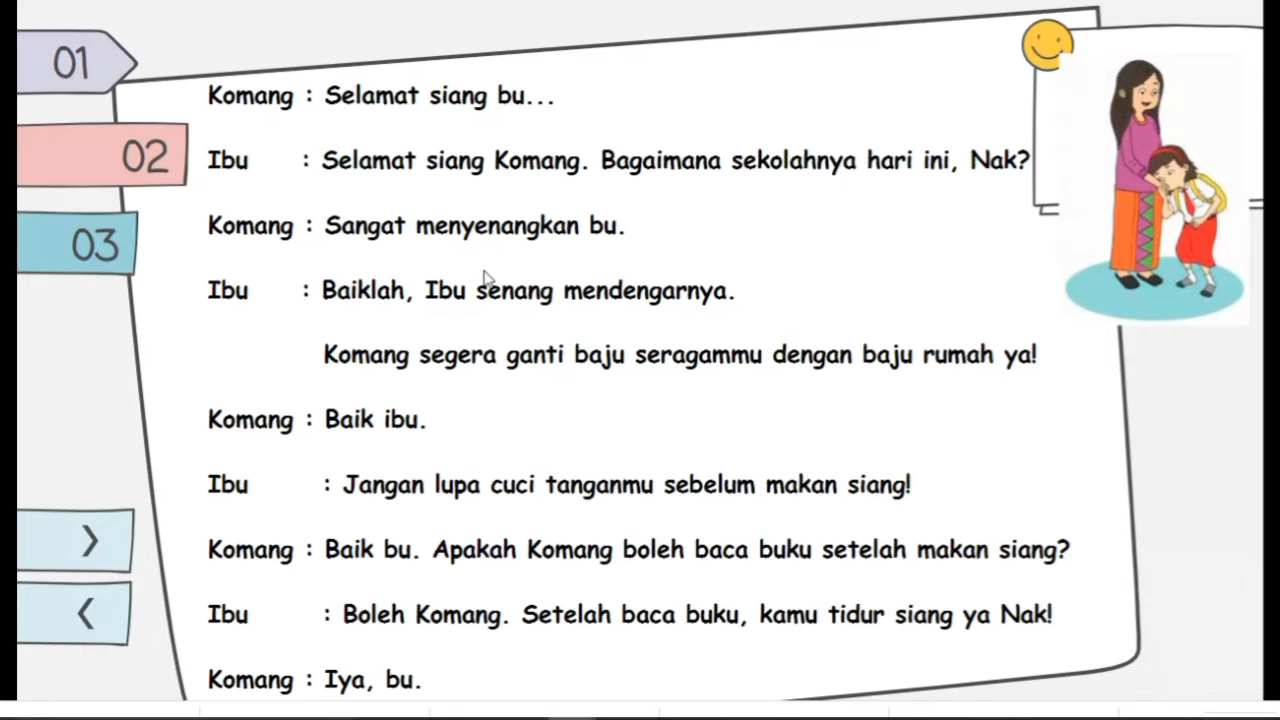 01
02
03
Komang : Selamat siang bu...
Ibu : Selamat siang Komang. Bagaimana sekolahnya hari ini, Nak?
Komang : Sangat menyenangkan bu.
Ibu : Baiklah, Ibu senang mendengarnya.
Komang segera ganti baju seragammu dengan baju rumah ya!
Komang : Baik ibu.
Ibu : Jangan lupa cuci tanganmu sebelum makan siang!
Komang : Baik bu. Apakah Komang boleh baca buku setelah makan siang?
Ibu : Boleh Komang. Setelah baca buku, kamu tidur siang ya Nak!
Komang : Iya, bu.